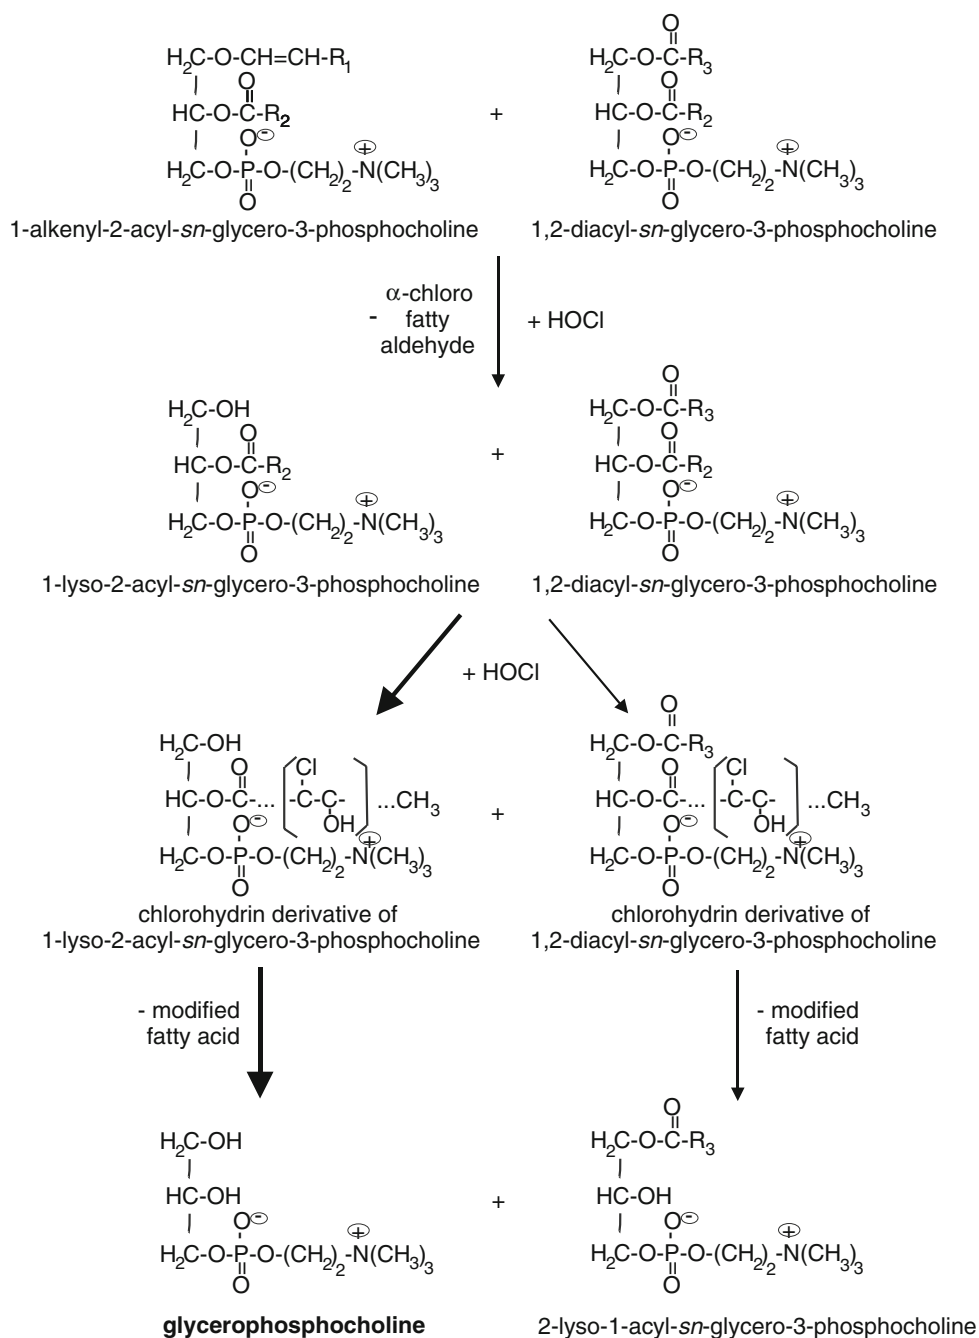 H2C-O-CH=CH-R1
O
HC-O-C-R2
O-
H2C-O-P-O-(CH2)2-N(CH3)3
+
O
1-alkenyl-2-acyl-sn-glycero-3-phosphocholine
+
O
H2C-O-C-R3
O
HC-O-C-R2
O-
H2C-O-P-O-(CH2)2-N(CH3)3
+
O
1,2-diacyl-sn-glycero-3-phosphocholine
α-chloro
- fatty
aldehyde
+ HOCl
H2C-OH
O
HC-O-C-R2
O-
H2C-O-P-O-(CH2)2-N(CH3)3
+
O
1-lyso-2-acyl-sn-glycero-3-phosphocholine
+
O
H2C-O-C-R3
O
HC-O-C-R2
O-
H2C-O-P-O-(CH2)2-N(CH3)3
+
O
1,2-diacyl-sn-glycero-3-phosphocholine
+ HOCl
H2C-OH
O
Cl
HC-O-C... [-C-C-] ...CH3
O-
OH
H2C-O-P-O-(CH2)2-N(CH3)3
+
O
chlorohydrin derivative of
1-lyso-2-acyl-sn-glycero-3-phosphocholine
+
O
H2C-O-C-R3
O
Cl
HC-O-C... [-C-C-] ...CH3
O-
OH
H2C-O-P-O-(CH2)2-N(CH3)3
+
O
chlorohydrin derivative of
1,2-diacyl-sn-glycero-3-phosphocholine
- modified
fatty acid
- modified
fatty acid
H2C-OH
HC-OH
O-
H2C-O-P-O-(CH2)2-N(CH3)3
+
O
glycerophosphocholine
+
O
H2C-O-C-R3
HC-OH
O-
H2C-O-P-O-(CH2)2-N(CH3)3
+
O
2-lyso-1-acyl-sn-glycero-3-phosphocholine